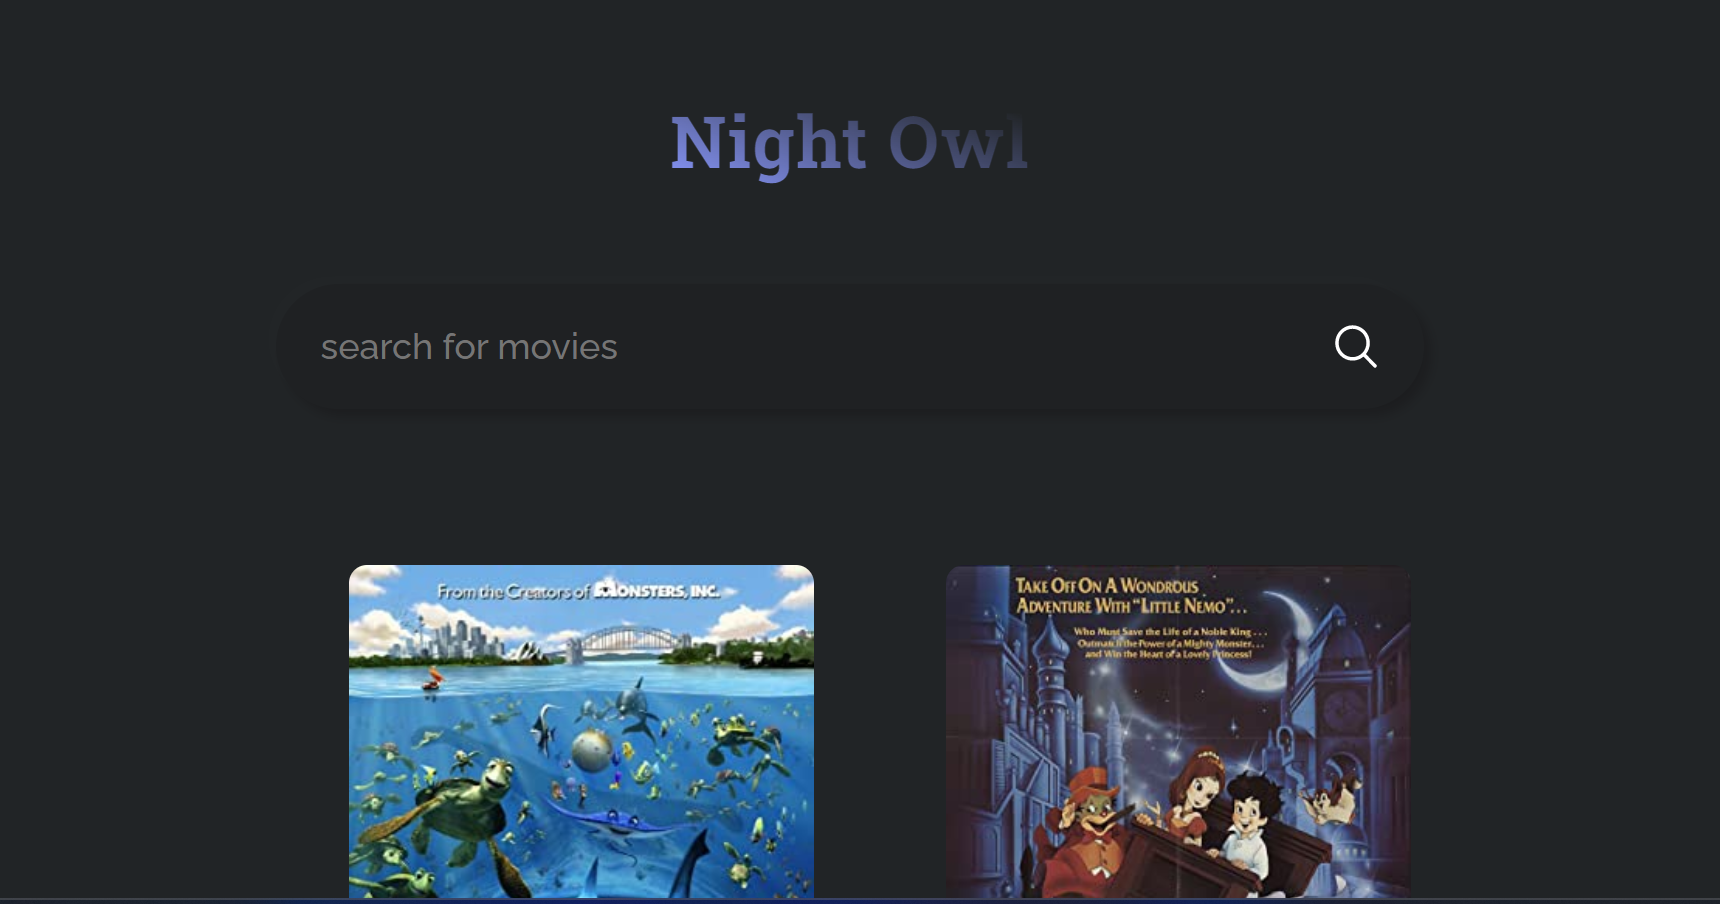 Night Owl
search for movies
From the Creators of MONSTERS, INC.
TAKE OFF ON A WONDROUS
ADVENTURE WITH "LITTLE NEMO"...
Who Must Save the Life of a Noble King...
Outmatch the Power of a Mighty Monster...
and Win the Heart of a Lovely Princess!